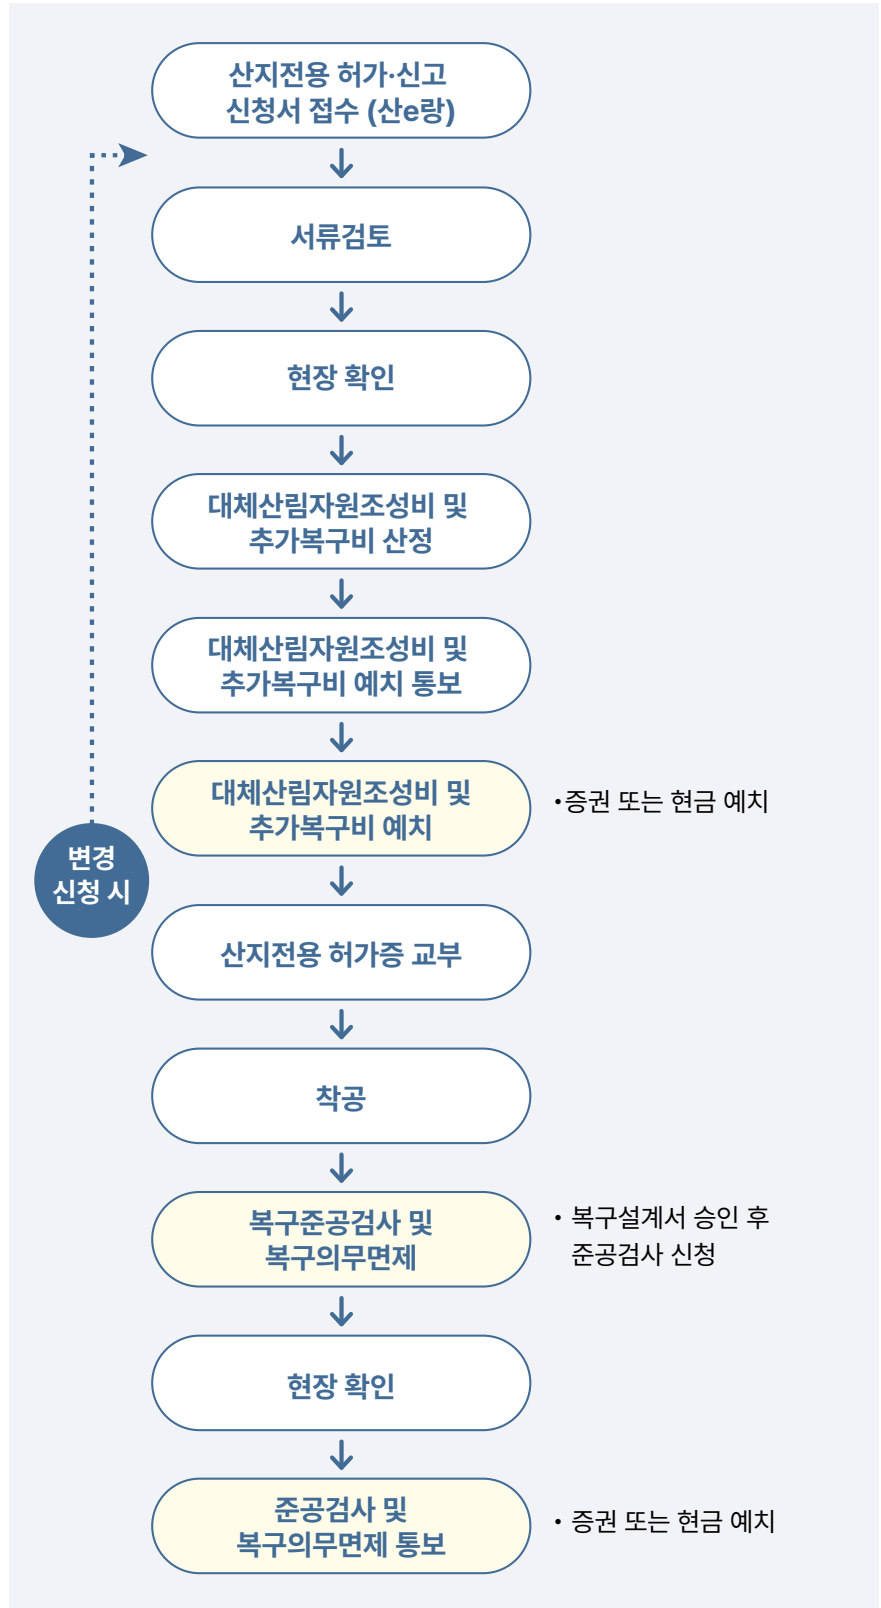 산지전용 허가·신고
신청서 접수 (산e랑)
서류검토
현장 확인
대체산림자원조성비 및
추가복구비 산정
대체산림자원조성비 및
추가복구비 예치 통보
대체산림자원조성비 및
추가복구비 예치
•증권 또는 현금 예치
변경
신청 시
산지전용 허가증 교부
착공
복구준공검사 및
복구의무면제
• 복구설계서 승인 후
준공검사 신청
현장 확인
준공검사 및
복구의무면제 통보
• 증권 또는 현금 예치